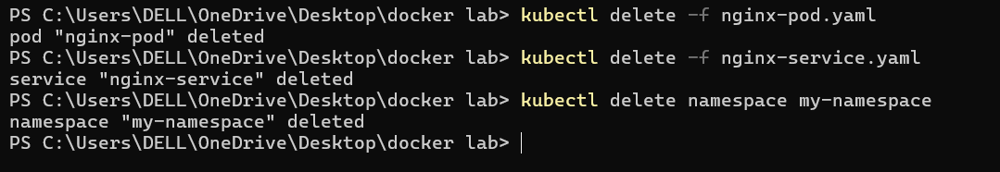 PS C:\Users\DELL\OneDrive\Desktop\docker lab> kubectl delete -f nginx-pod.yaml
pod "nginx-pod" deleted
PS C:\Users\DELL\OneDrive\Desktop\docker lab> kubectl delete -f nginx-service.yaml
service "nginx-service" deleted
PS C:\Users\DELL\OneDrive\Desktop\docker lab> kubectl delete namespace my-namespace
namespace "my-namespace" deleted
PS C:\Users\DELL\OneDrive\Desktop\docker lab>